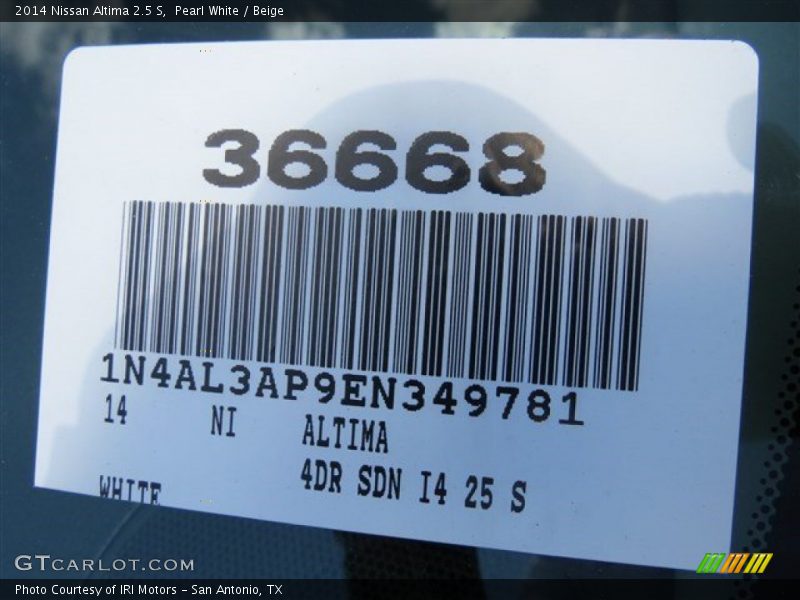 2014 Nissan Altima 2.5 S,  Pearl White / Beige
36668
1N4AL3AP9EN349781
14 NI ALTIMA
4DR SDN I4 25 S
WHITE
GTCARLOT.COM
Photo Courtesy of IRI Motors – San Antonio, TX